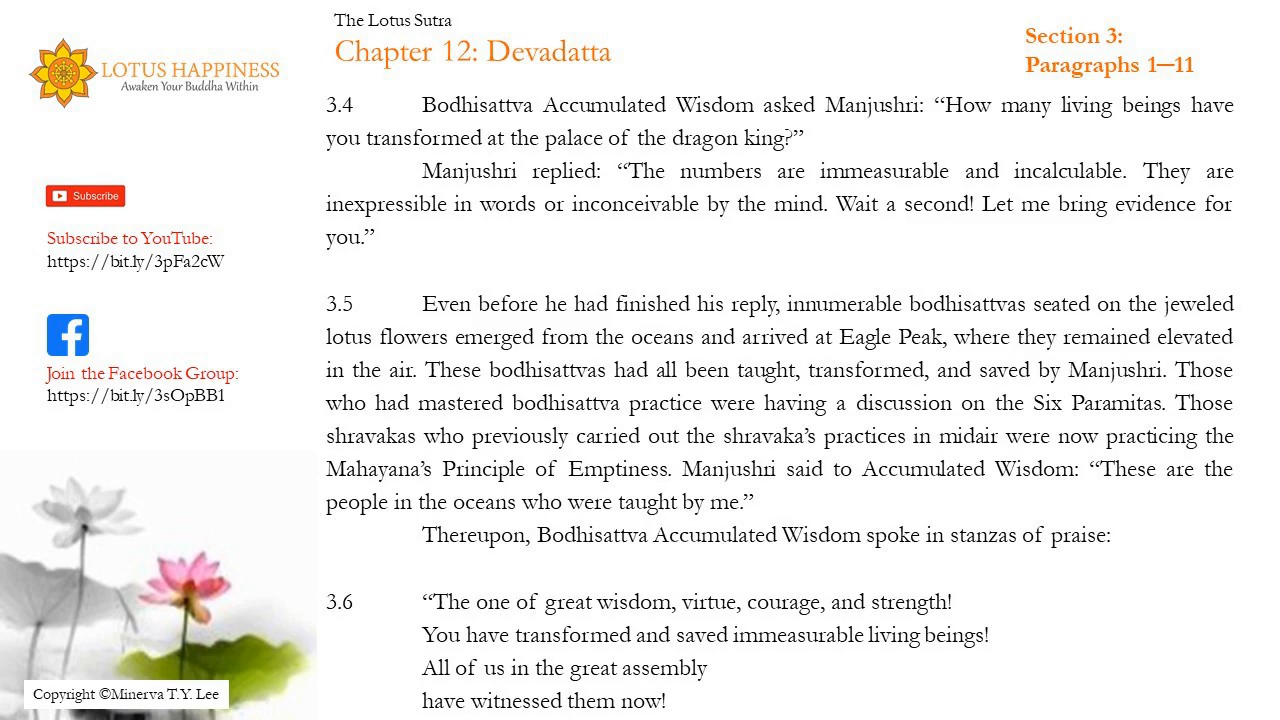 The Lotus Sutra
Chapter 12: Devadatta
Section 3:
Paragraphs 1—11
LOTUS HAPPINESS
Awaken Your Buddha Within
Subscribe
Subscribe to YouTube:
https://bit.ly/3pFa2cW
Join the Facebook Group:
https://bit.ly/3sOpBB1
Copyright ©Minerva T.Y. Lee
3.4 Bodhisattva Accumulated Wisdom asked Manjushri: “How many living beings have
you transformed at the palace of the dragon king?”
Manjushri replied: “The numbers are immeasurable and incalculable. They are
inexpressible in words or inconceivable by the mind. Wait a second! Let me bring evidence for
you.”
3.5 Even before he had finished his reply, innumerable bodhisattvas seated on the jeweled
lotus flowers emerged from the oceans and arrived at Eagle Peak, where they remained elevated
in the air. These bodhisattvas had all been taught, transformed, and saved by Manjushri. Those
who had mastered bodhisattva practice were having a discussion on the Six Paramitas. Those
shravakas who previously carried out the shravaka’s practices in midair were now practicing the
Mahayana’s Principle of Emptiness. Manjushri said to Accumulated Wisdom: “These are the
people in the oceans who were taught by me.”
Thereupon, Bodhisattva Accumulated Wisdom spoke in stanzas of praise:
3.6 “The one of great wisdom, virtue, courage, and strength!
You have transformed and saved immeasurable living beings!
All of us in the great assembly
have witnessed them now!